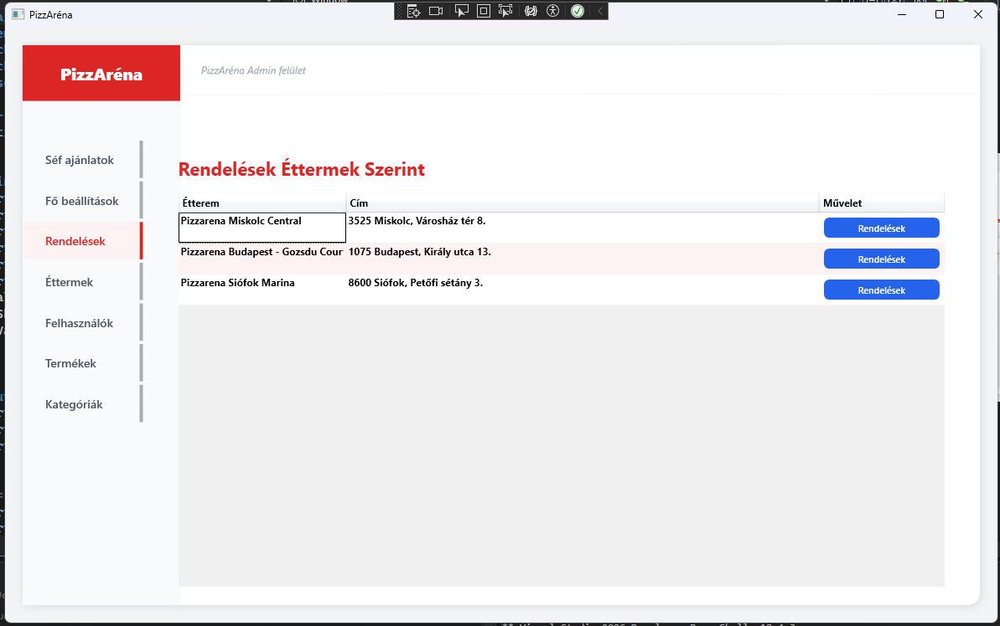 PizzAréna
PizzAréna
PizzAréna Admin felület
Séf ajánlatok
Fő beállítások
Rendelések
Éttermek
Felhasználók
Termékek
Kategóriák
Rendelések Éttermek Szerint
Étterem Cím Művelet
Pizzarena Miskolc Central 3525 Miskolc, Városház tér 8. Rendelések
Pizzarena Budapest - Gozsdu Cour 1075 Budapest, Király utca 13. Rendelések
Pizzarena Siófok Marina 8600 Siófok, Petőfi sétány 3. Rendelések